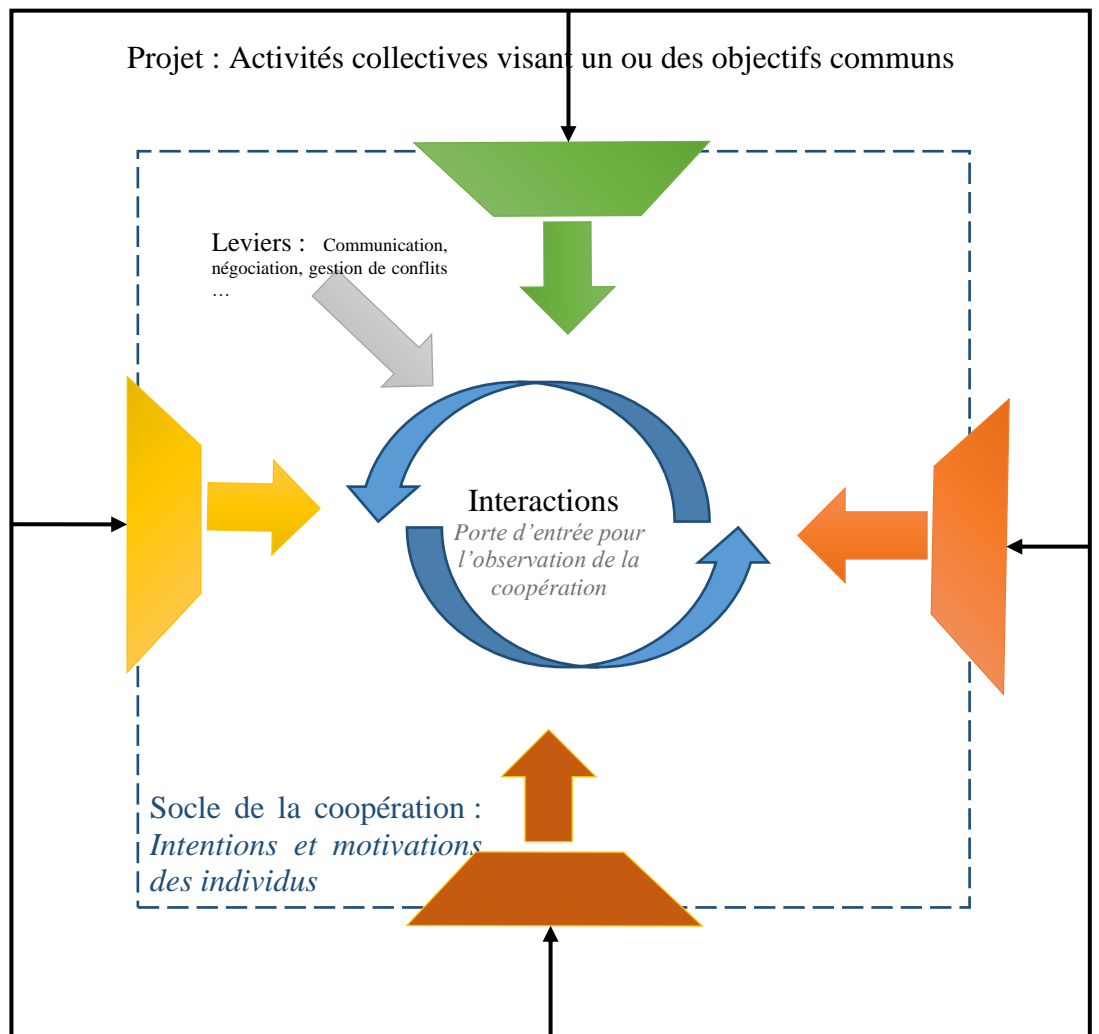 Projet : Activités collectives visant un ou des objectifs communs
Leviers : Communication,
négociation, gestion de conflits
…
Interactions
Porte d’entrée pour
l’observation de la
coopération
Socle de la coopération :
Intentions et motivations
des individus